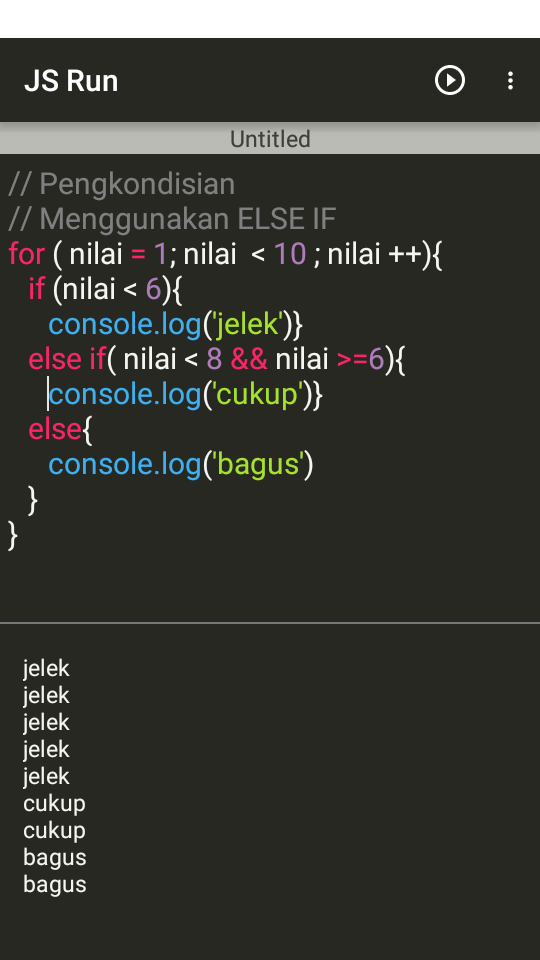 JS Run
Untitled
// Pengkondisian
// Menggunakan ELSE IF
for ( nilai = 1; nilai  < 10 ; nilai ++){
   if (nilai < 6){
      console.log('jelek')}
   else if( nilai < 8 && nilai >=6){
      console.log('cukup')}
   else{
      console.log('bagus')
   }
}
jelek
jelek
jelek
jelek
jelek
cukup
cukup
bagus
bagus